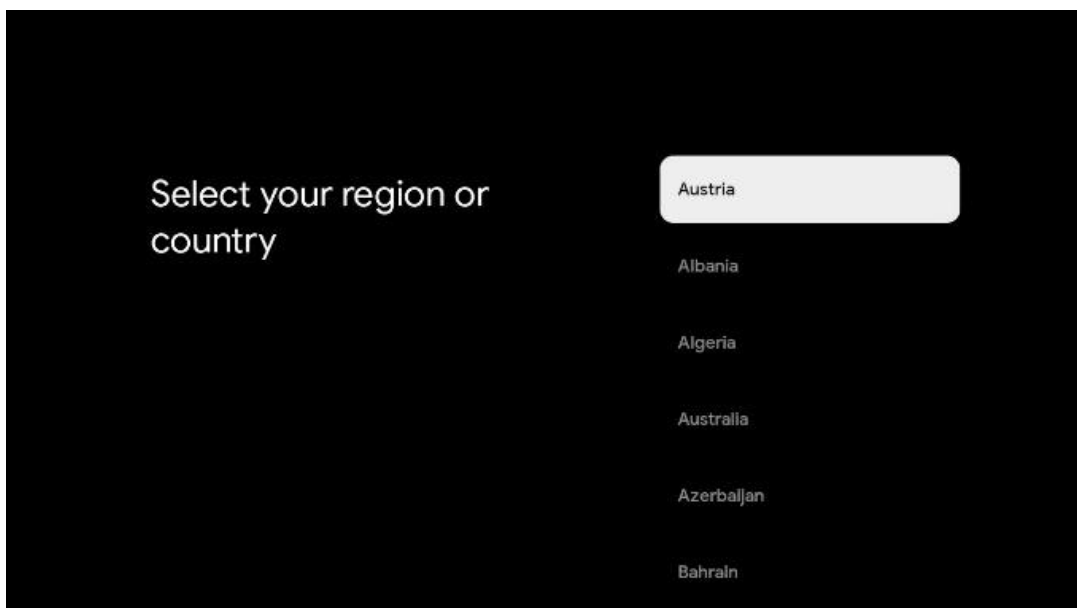 Select your region or
country
Austria
Albania
Algeria
Australia
Azerbaijan
Bahrain